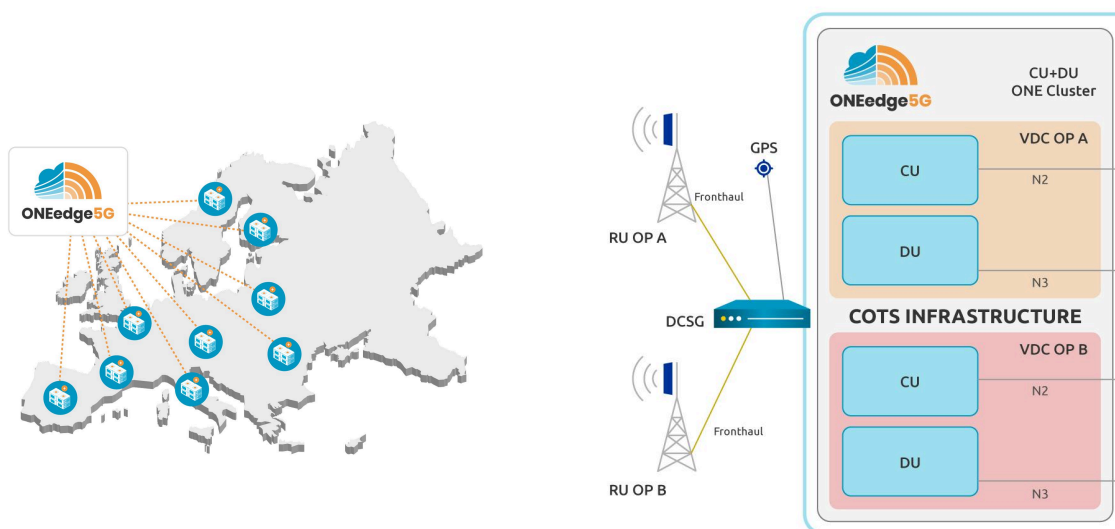 ONEedge5G
ONEedge5G
CU+DU
ONE Cluster
GPS
Fronthaul
RU OP A
VDC OP A
CU
N2
DU
N3
DCSG
COTS INFRASTRUCTURE
VDC OP B
CU
N2
Fronthaul
DU
RU OP B
N3